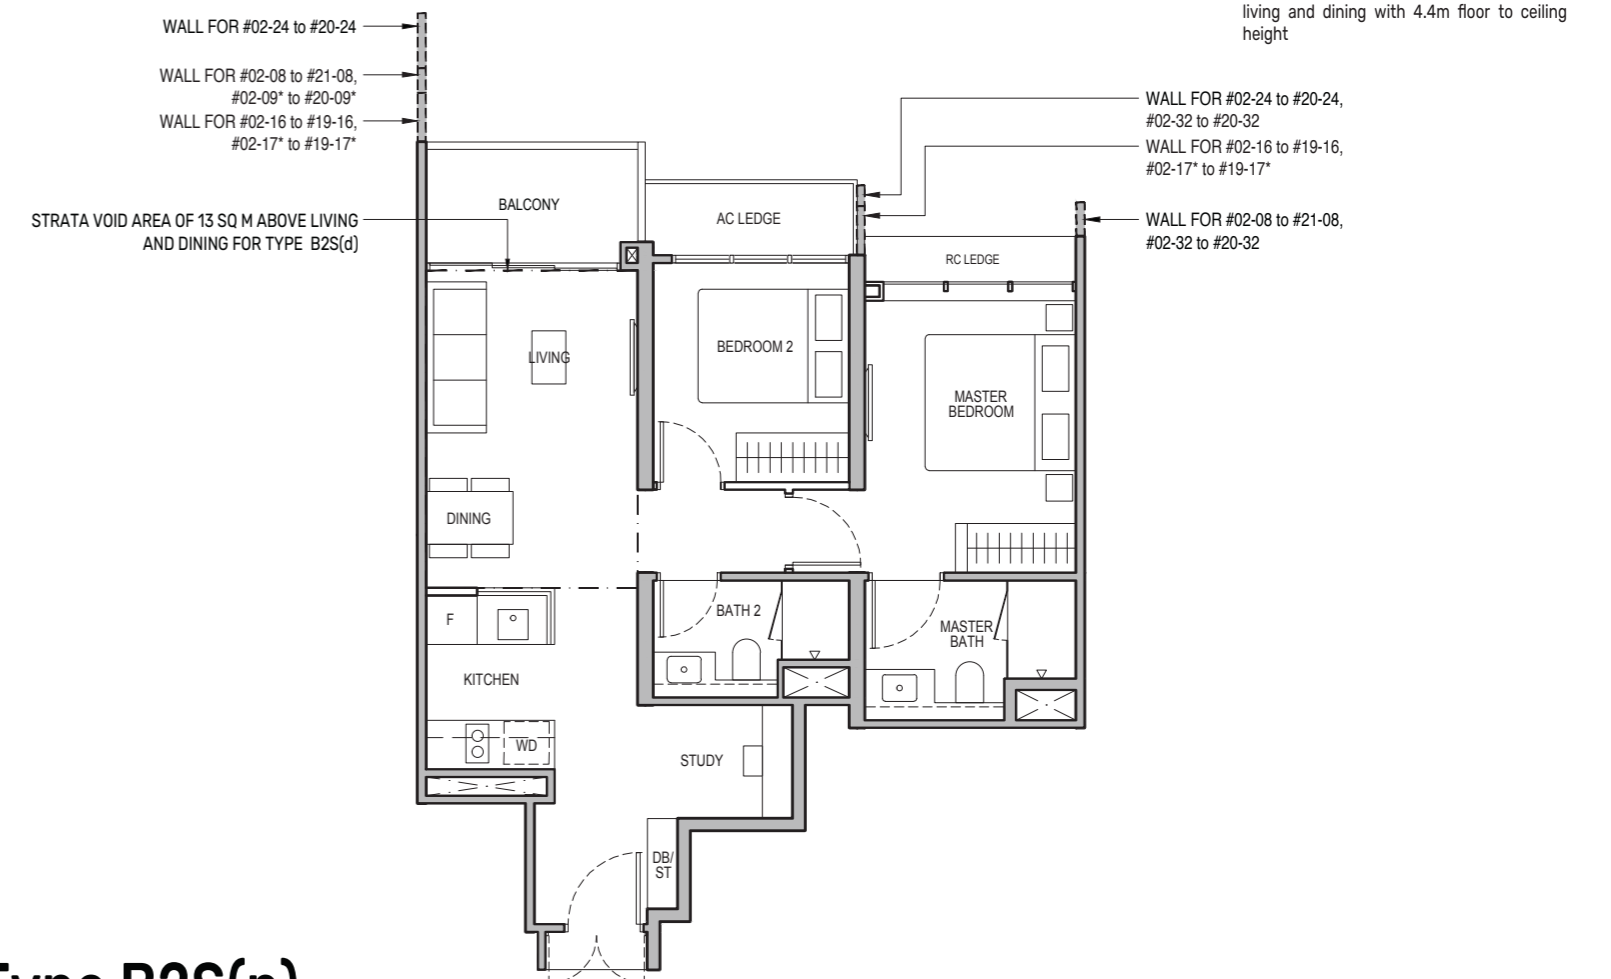 living and dining with 4.4m floor to ceiling
height
WALL FOR #02-24 to #20-24
WALL FOR #02-08 to #21-08,
#02-09* to #20-09*
WALL FOR #02-16 to #19-16,
#02-17* to #19-17*
STRATA VOID AREA OF 13 SQ M ABOVE LIVING
AND DINING FOR TYPE B2S(d)
WALL FOR #02-24 to #20-24,
#02-32 to #20-32
WALL FOR #02-16 to #19-16,
#02-17* to #19-17*
WALL FOR #02-08 to #21-08,
#02-32 to #20-32
BALCONY
AC LEDGE
RC LEDGE
LIVING
BEDROOM 2
MASTER
BEDROOM
DINING
F
BATH 2
MASTER
BATH
KITCHEN
WD
STUDY
DB/
ST
Type B2S(p)